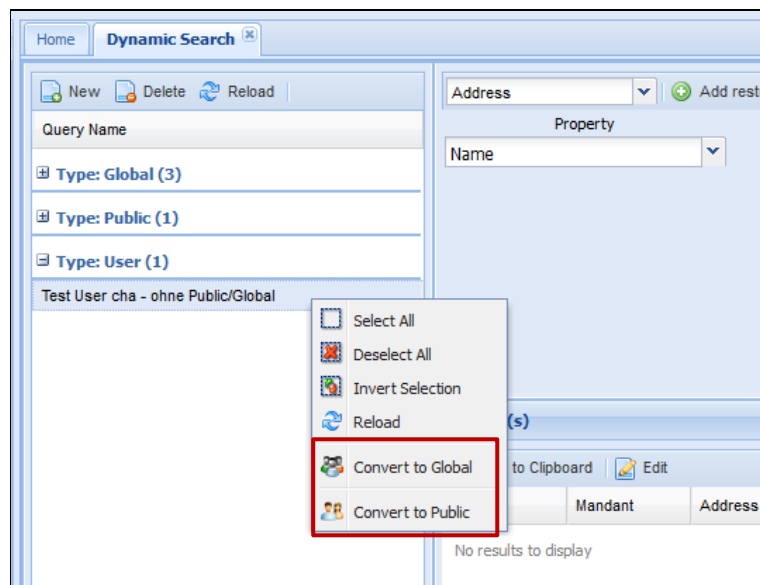 Home
Dynamic Search
New Delete Reload
Query Name
Type: Global (3)
Type: Public (1)
Type: User (1)
Test User cha - ohne Public/Global
Select All
Deselect All
Invert Selection
Reload
Convert to Global
Convert to Public
Address
Add rest
Property
Name
(s)
to Clipboard Edit
Mandant Address
No results to display